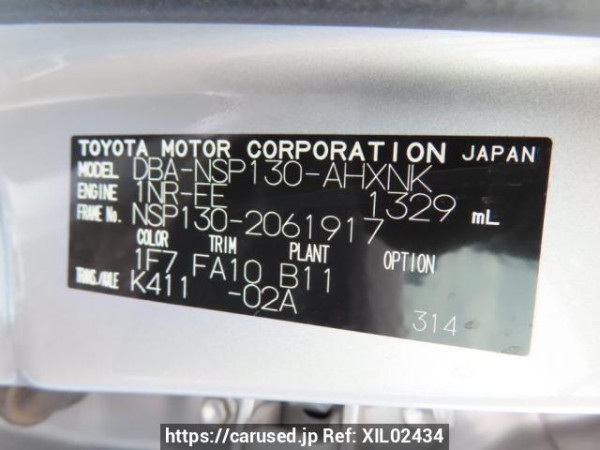 TOYOTA MOTOR CORPORATION JAPAN
MODEL DBA-NSP130-AHXNK
ENGINE 1NR-FE 1329 mL
FRAME No. NSP130-2061917
COLOR TRIM PLANT OPTION
1F7 FA10 B11
TRANS./AXLE K411 -02A
314
https://carused.jp Ref: XIL02434